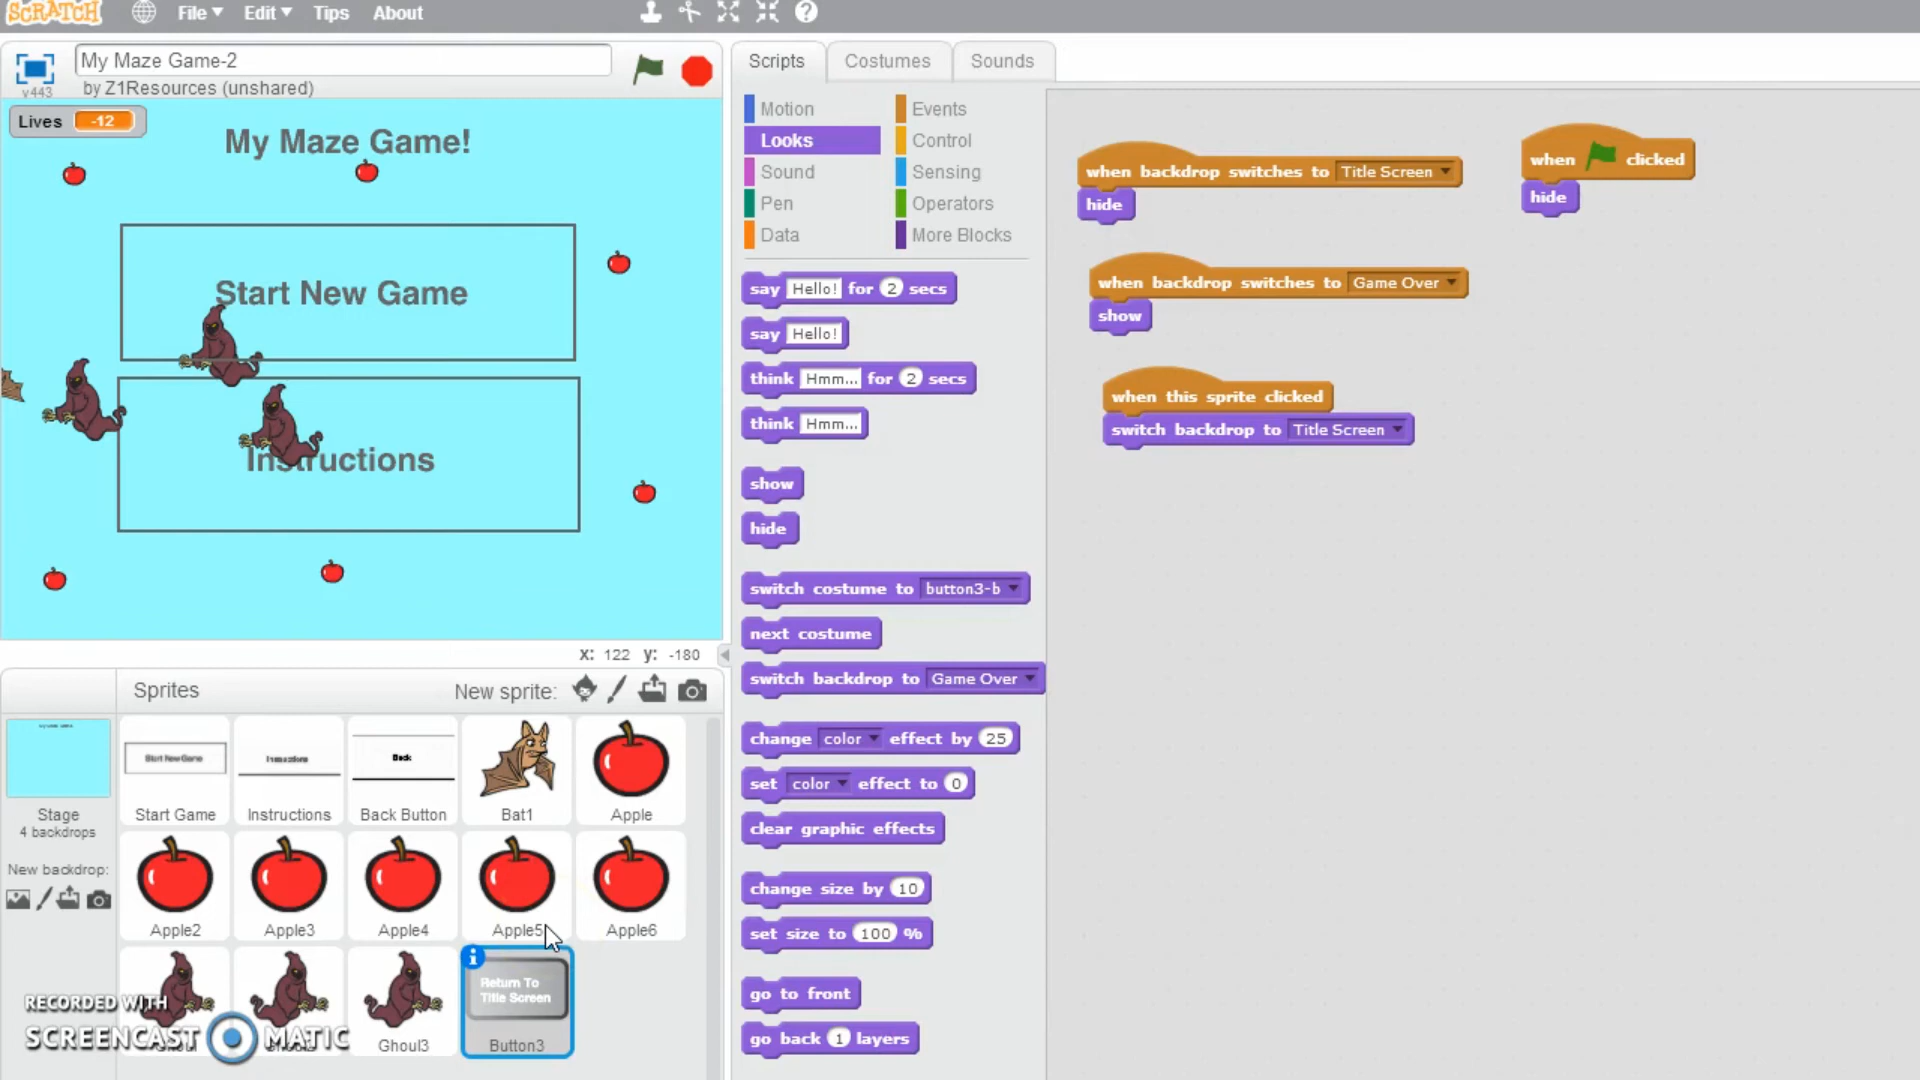 SCRATCH File Edit Tips About
v443
My Maze Game-2
by Z1Resources (unshared)
Lives -12
My Maze Game!
Start New Game
Instructions
x: 122 y: -180
Sprites New sprite:
Stage
4 backdrops
New backdrop:
Start New Game
Start Game
Instructions
Instructions
Back
Back Button
Bat1
Apple
Apple2
Apple3
Apple4
Apple5
Apple6
Ghoul3
Return To
Title Screen
Button3
RECORDED WITH
SCREENCAST MATIC
Scripts Costumes Sounds
Motion Events
Looks Control
Sound Sensing
Pen Operators
Data More Blocks
say Hello! for 2 secs
say Hello!
think Hmm... for 2 secs
think Hmm...
show
hide
switch costume to button3-b
next costume
switch backdrop to Game Over
change color effect by 25
set color effect to 0
clear graphic effects
change size by 10
set size to 100 %
go to front
go back 1 layers
when backdrop switches to Title Screen
hide
when backdrop switches to Game Over
show
when this sprite clicked
switch backdrop to Title Screen
when clicked
hide